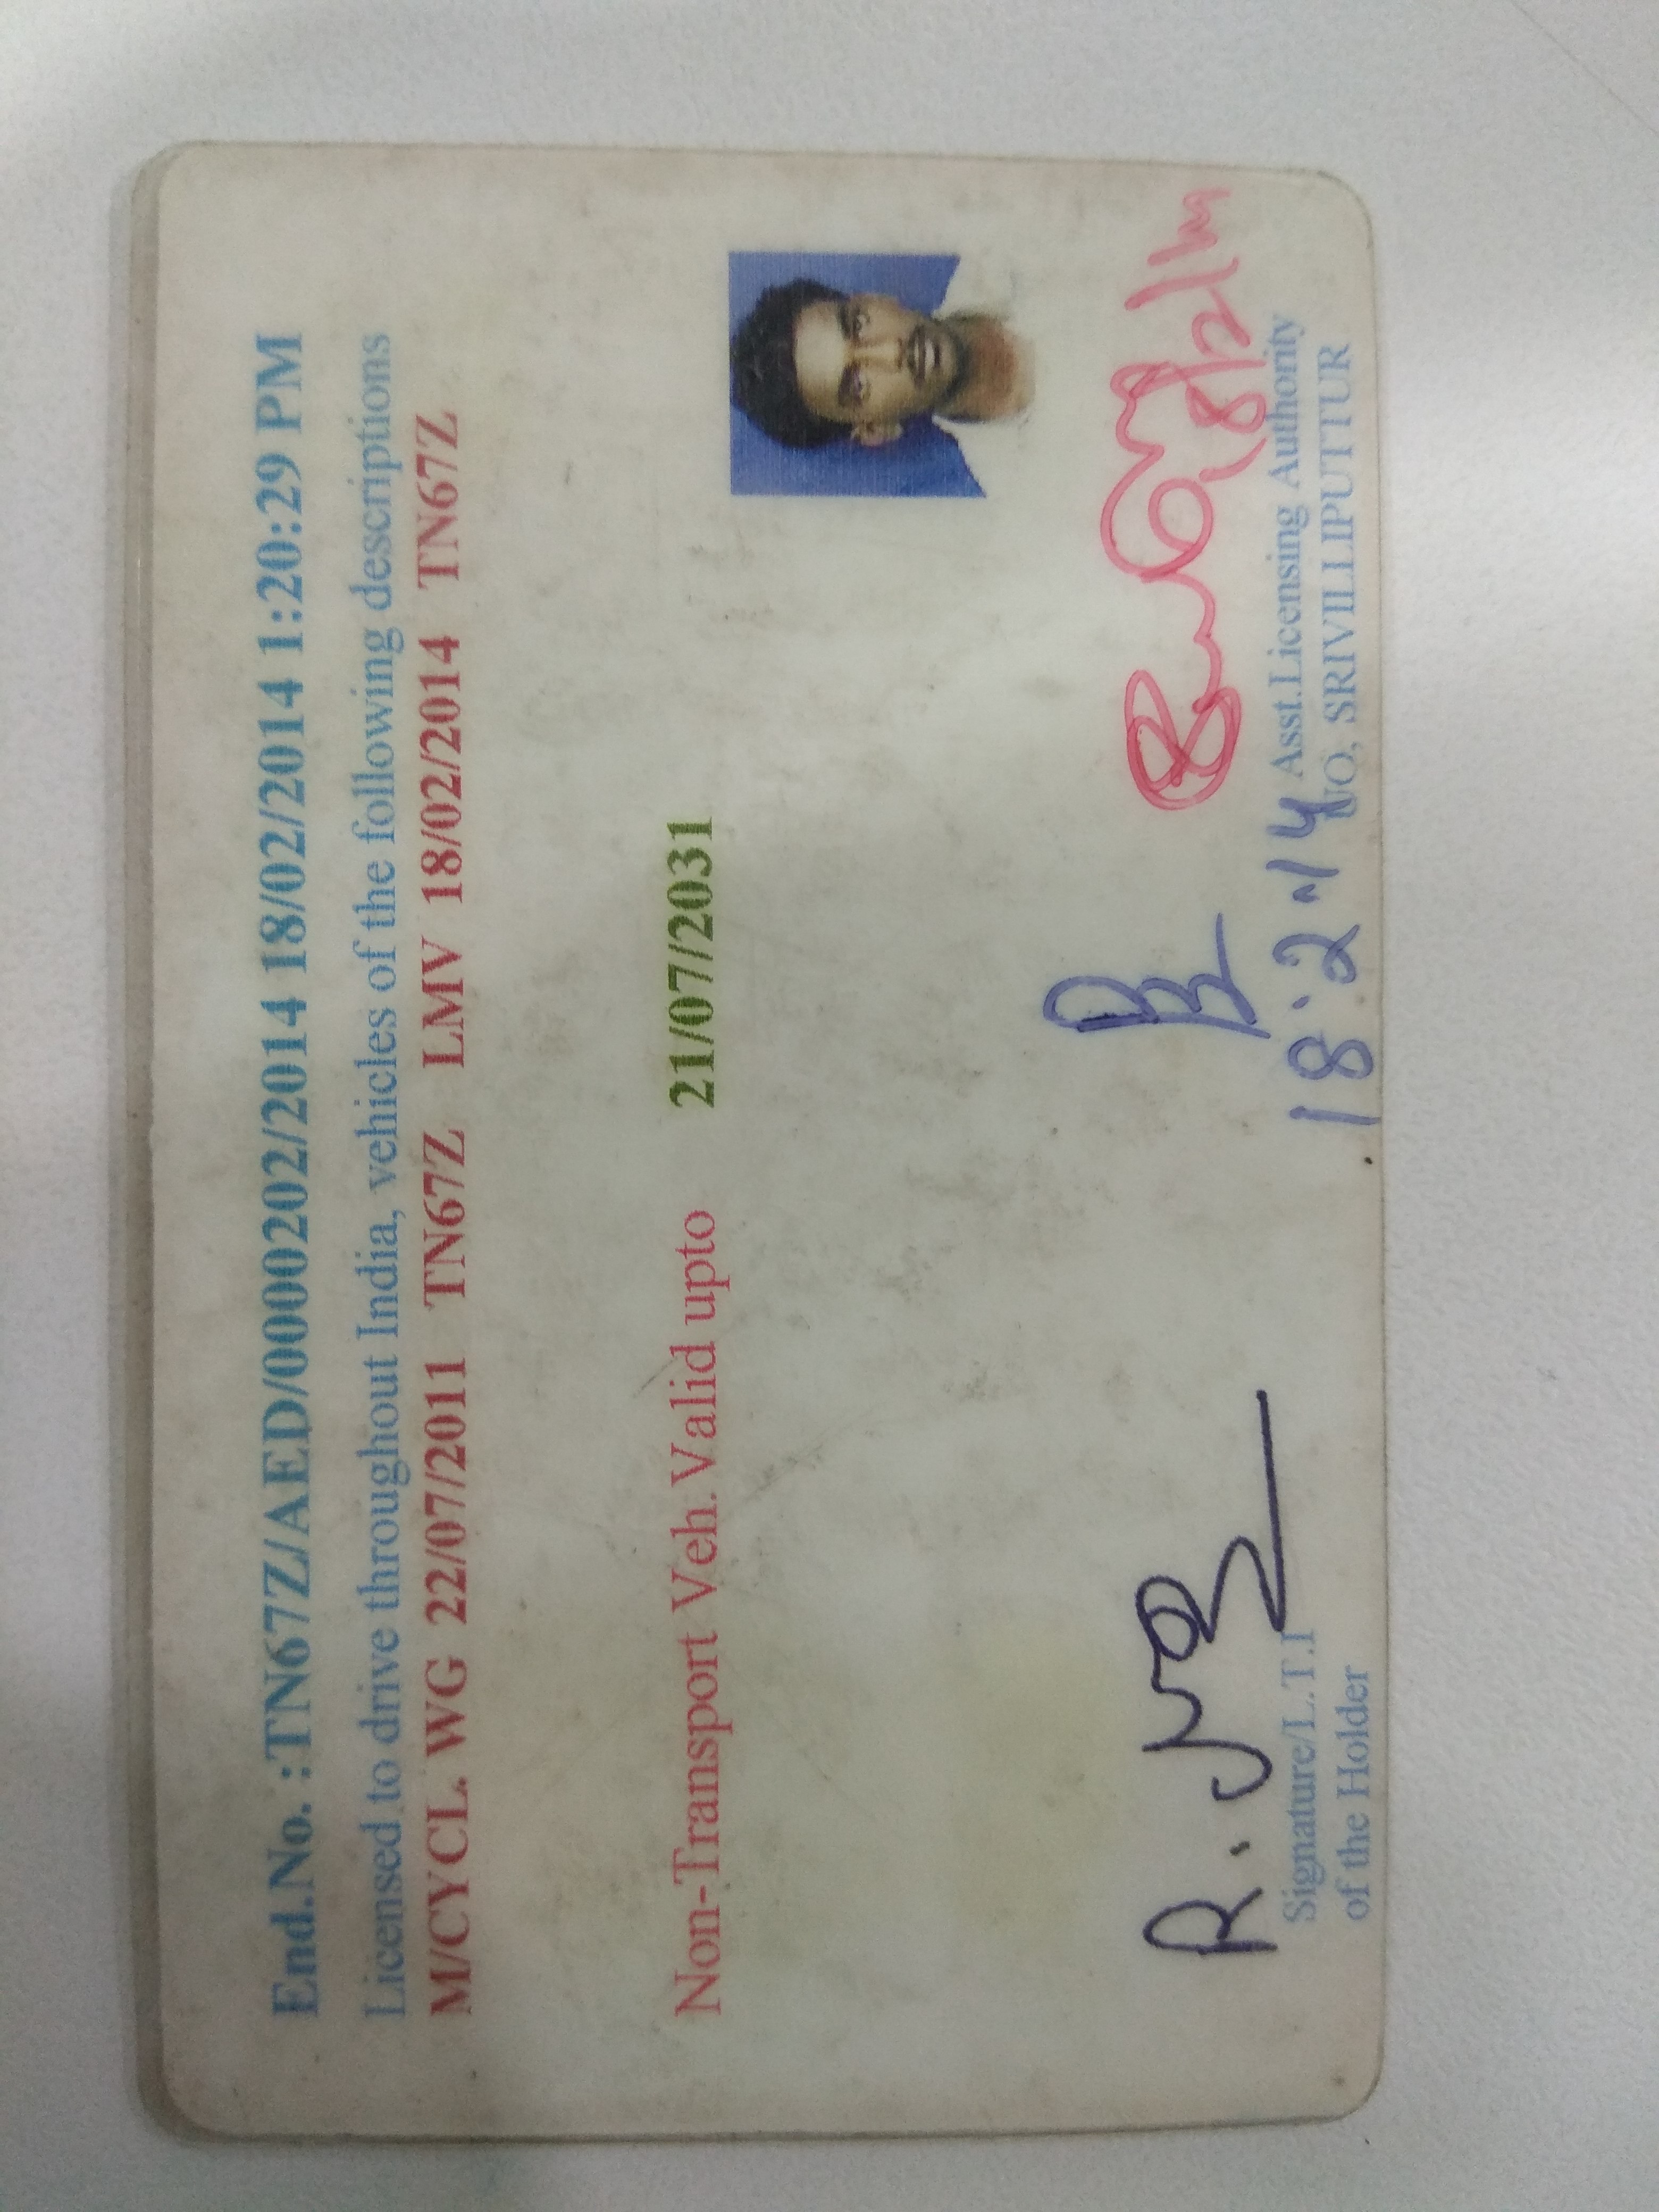 End.No. :TN67Z/AED/000202/2014 18/02/2014 1:20:29 PM
Licensed to drive throughout India, vehicles of the following descriptions
M/CYCL. WG 22/07/2011 TN67Z LMV 18/02/2014 TN67Z
Non-Transport Veh.Valid upto 21/07/2031
R.
18.2.14
Signature/L.T.I
of the Holder
Asst.Licensing Authority
UO, SRIVILLIPUTTUR